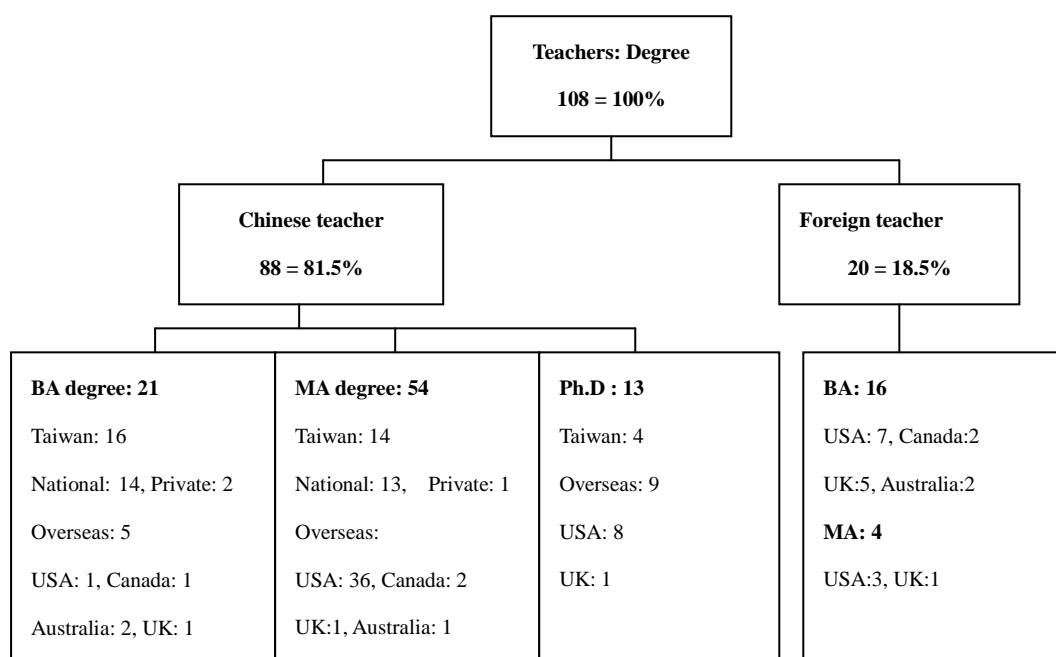 Teachers: Degree
108 = 100%
Chinese teacher
88 = 81.5%
Foreign teacher
20 = 18.5%
BA degree: 21
Taiwan: 16
National: 14, Private: 2
Overseas: 5
USA: 1, Canada: 1
Australia: 2, UK: 1
MA degree: 54
Taiwan: 14
National: 13, Private: 1
Overseas:
USA: 36, Canada: 2
UK:1, Australia: 1
Ph.D : 13
Taiwan: 4
Overseas: 9
USA: 8
UK: 1
BA: 16
USA: 7, Canada:2
UK:5, Australia:2
MA: 4
USA:3, UK:1